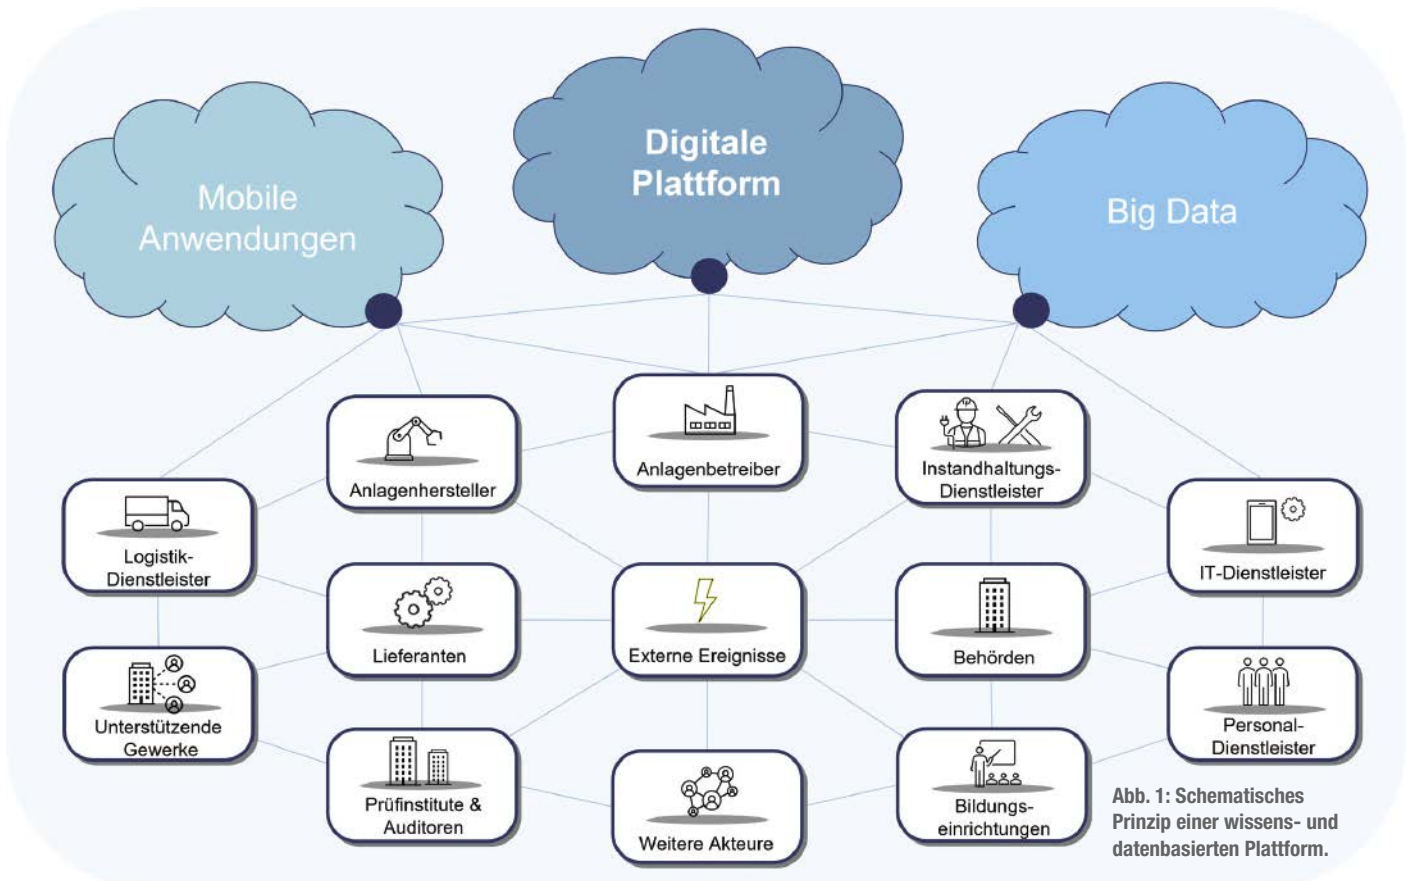 Digitale
Plattform
Mobile
Anwendungen
Big Data
Anlagenbetreiber
Instandhaltungs-
Dienstleister
Anlagenhersteller
Logistik-
Dienstleister
IT-Dienstleister
Lieferanten
Externe Ereignisse
Behörden
Unterstützende
Gewerke
Personal-
Dienstleister
Prüfinstitute &
Auditoren
Weitere Akteure
Bildungs-
einrichtungen
Abb. 1: Schematisches
Prinzip einer wissens- und
datenbasierten Plattform.